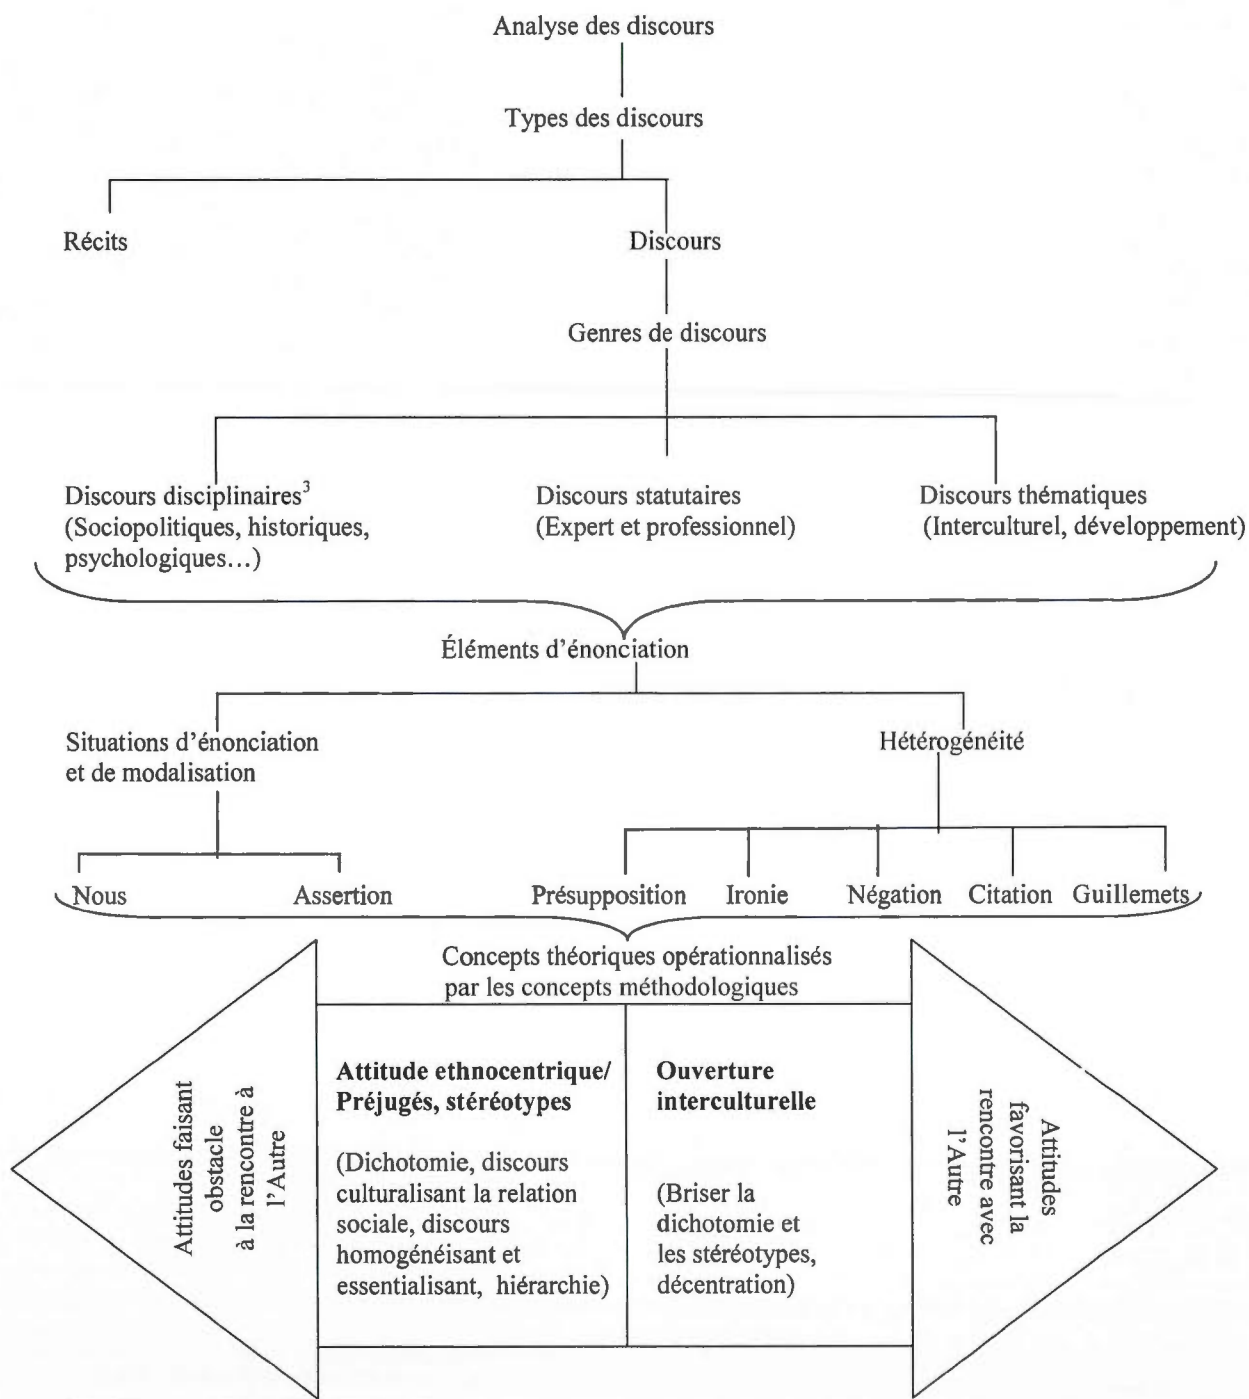 Analyse des discours
Types des discours
Récits
Discours
Genres de discours
Discours disciplinaires³
(Sociopolitiques, historiques,
psychologiques…)
Discours statutaires
(Expert et professionnel)
Discours thématiques
(Interculturel, développement)
Éléments d'énonciation
Situations d'énonciation
et de modalisation
Hétérogénéité
Nous
Assertion
Présupposition
Ironie
Négation
Citation
Guillemets
Concepts théoriques opérationnalisés
par les concepts méthodologiques
Attitudes faisant
obstacle
à la rencontre à
l'Autre
Attitude ethnocentrique/
Préjugés, stéréotypes
(Dichotomie, discours
culturalisant la relation
sociale, discours
homogénéisant et
essentialisant, hiérarchie)
Ouverture
interculturelle
(Briser la
dichotomie et
les stéréotypes,
décentration)
Attitudes
favorisant la
rencontre avec
l'Autre